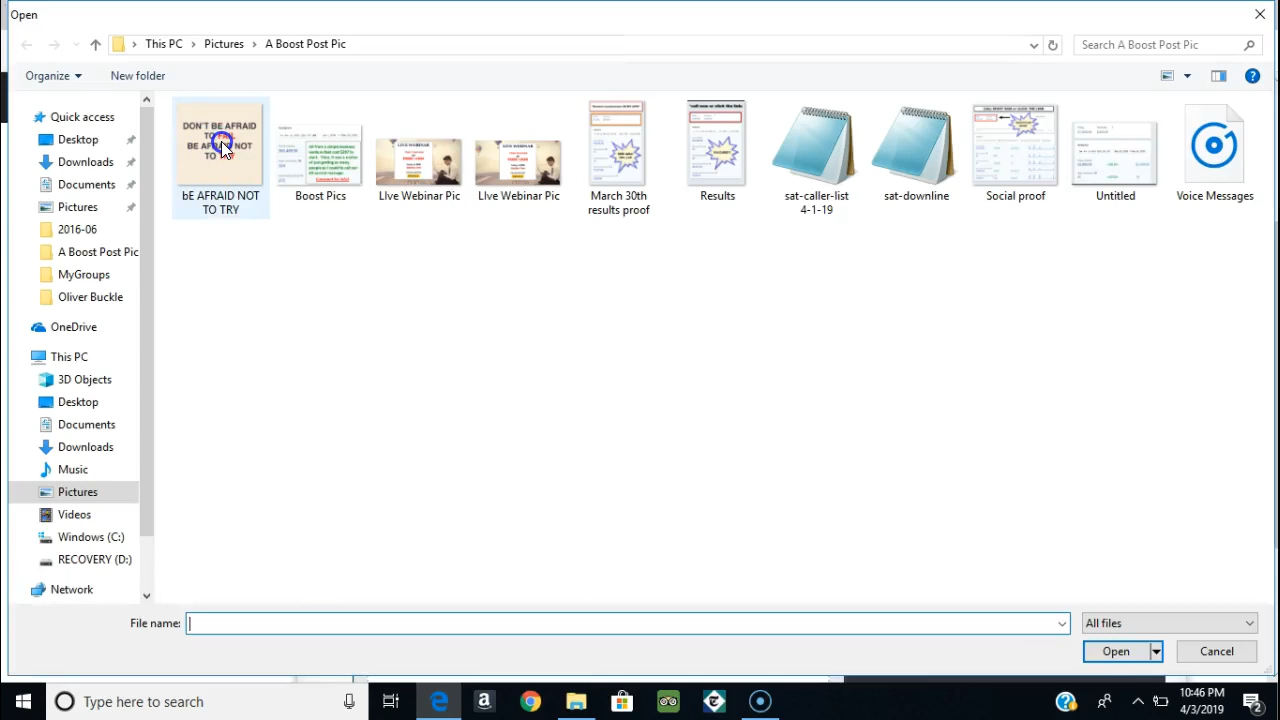 Open
This PC
Pictures
A Boost Post Pic
Search A Boost Post Pic
Organize
New folder
Quick access
Desktop
Downloads
Documents
Pictures
2016-06
A Boost Post Pic
MyGroups
Oliver Buckle
OneDrive
This PC
3D Objects
Desktop
Documents
Downloads
Music
Pictures
Videos
Windows (C:)
RECOVERY (D:)
Network
DON'T BE AFRAID
BE AFRAID NOT
bE AFRAID NOT
TO TRY
Boost Pics
LIVE WEBINAR
LIve Webinar Pic
LIVE WEBINAR
LIve Webinar Pic
March 30th
results proof
Results
sat-caller-list
4-1-19
sat-downline
Social proof
Untitled
Voice Messages
File name:
All files
Open
Cancel
Type here to search
10:46 PM
4/3/2019
2